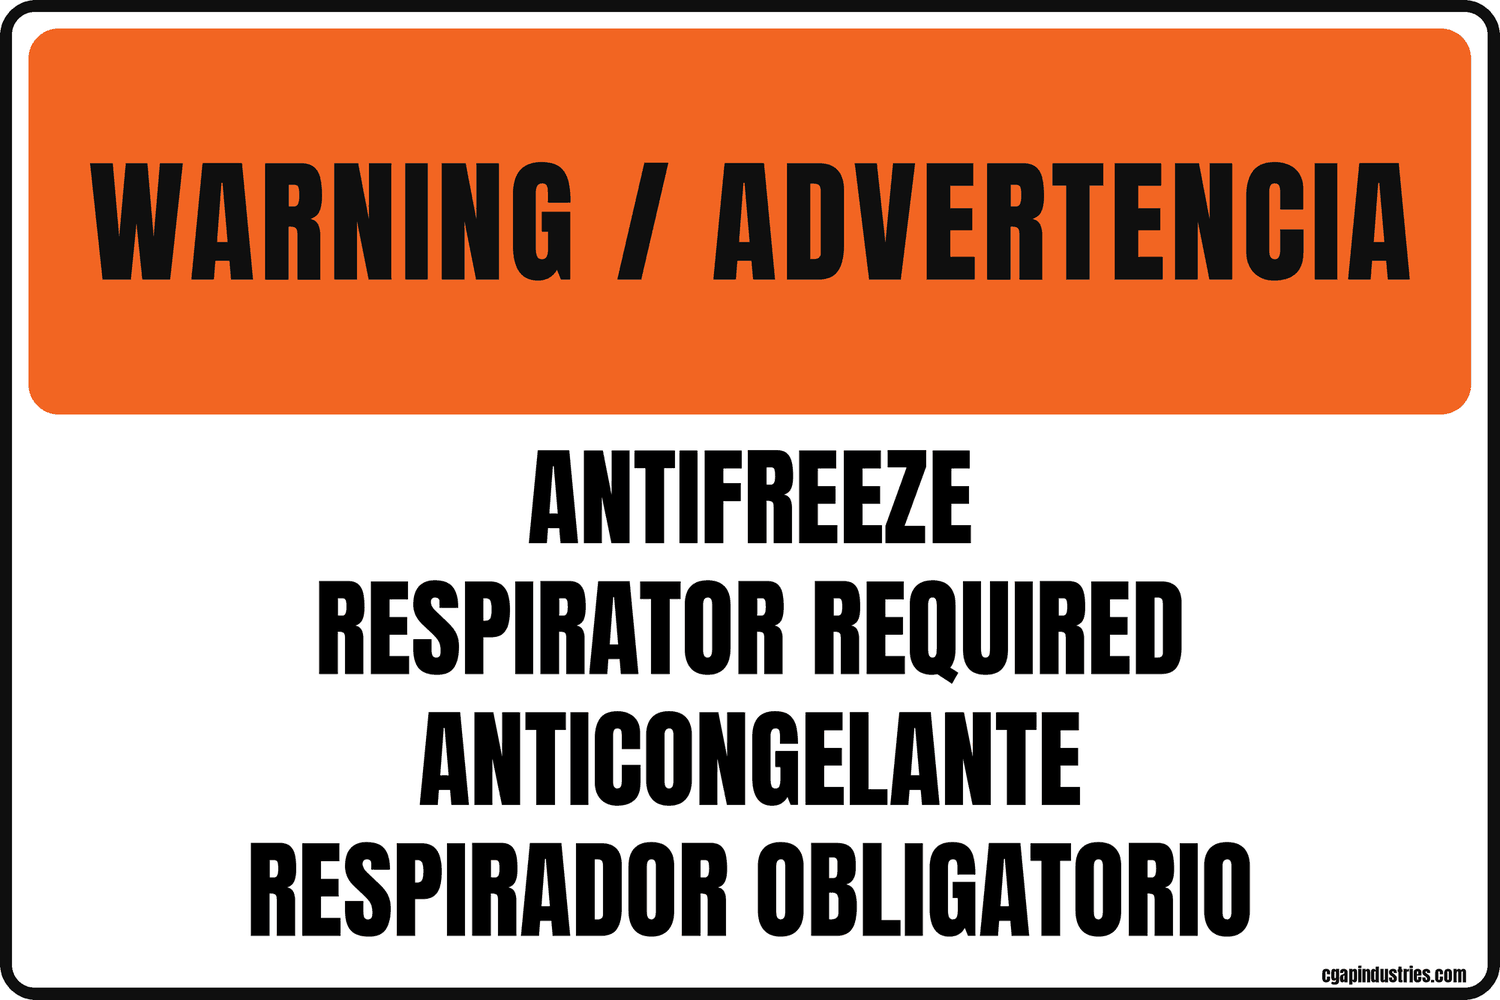 WARNING / ADVERTENCIA
ANTIFREEZE
RESPIRATOR REQUIRED
ANTICONGELANTE
RESPIRADOR OBLIGATORIO
cgapindustries.com